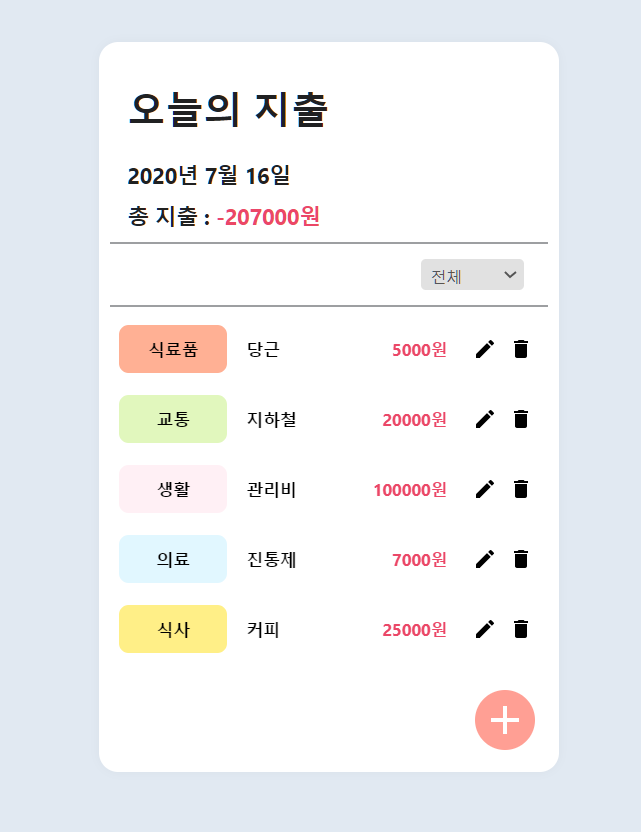 오늘의 지출
2020년 7월 16일
총 지출 : -207000원
전체
식료품 당근 5000원
교통 지하철 20000원
생활 관리비 100000원
의료 진통제 7000원
식사 커피 25000원